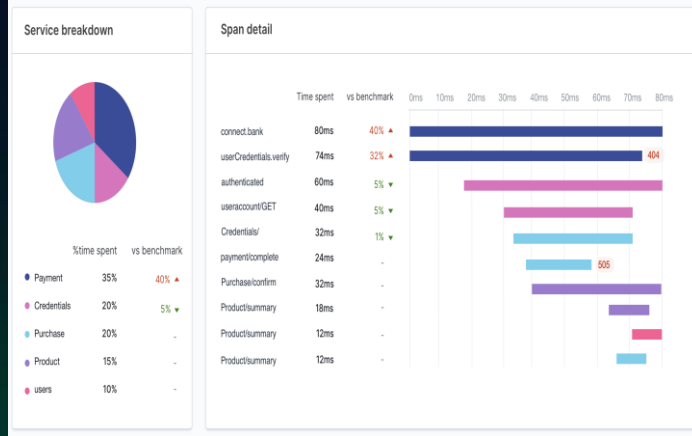 Service breakdown
%time spent vs benchmark
Payment 35% 40% ▲
Credentials 20% 5% ▼
Purchase 20% -
Product 15% -
users 10% -
Span detail
Time spent vs benchmark 0ms 10ms 20ms 30ms 40ms 50ms 60ms 70ms 80ms
connect.bank 80ms 40% ▲
userCredentials.verify 74ms 32% ▲ 404
authenticated 60ms 5% ▼
useraccount/GET 40ms 5% ▼
Credentials/ 32ms 1% ▼
payment/complete 24ms - 505
Purchase/confirm 32ms -
Product/summary 18ms -
Product/summary 12ms -
Product/summary 12ms -